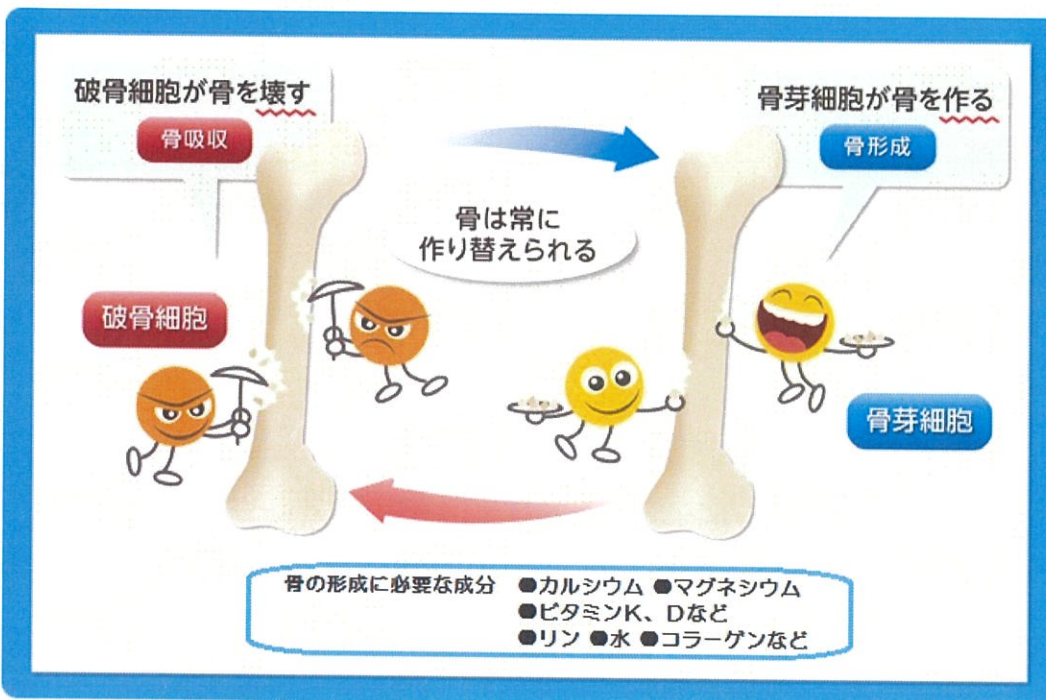 破骨細胞が骨を壊す
骨吸収
骨芽細胞が骨を作る
骨形成
骨は常に
作り替えられる
破骨細胞
骨芽細胞
骨の形成に必要な成分 ●カルシウム ●マグネシウム
●ビタミンK、Dなど
●リン ●水 ●コラーゲンなど